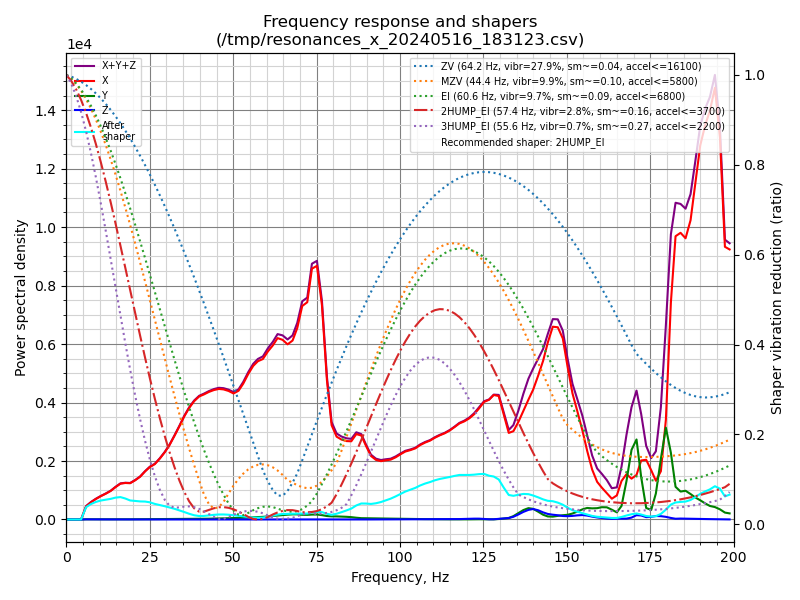 Frequency response and shapers
(/tmp/resonances_x_20240516_183123.csv)
1e4
X+Y+Z
X
Y
Z
After
shaper
ZV (64.2 Hz, vibr=27.9%, sm~=0.04, accel<=16100)
MZV (44.4 Hz, vibr=9.9%, sm~=0.10, accel<=5800)
EI (60.6 Hz, vibr=9.7%, sm~=0.09, accel<=6800)
2HUMP_EI (57.4 Hz, vibr=2.8%, sm~=0.16, accel<=3700)
3HUMP_EI (55.6 Hz, vibr=0.7%, sm~=0.27, accel<=2200)
Recommended shaper: 2HUMP_EI
Power spectral density
1.4
1.2
1.0
0.8
0.6
0.4
0.2
0.0
1.0
0.8
0.6
0.4
0.2
0.0
Shaper vibration reduction (ratio)
0 25 50 75 100 125 150 175 200
Frequency, Hz